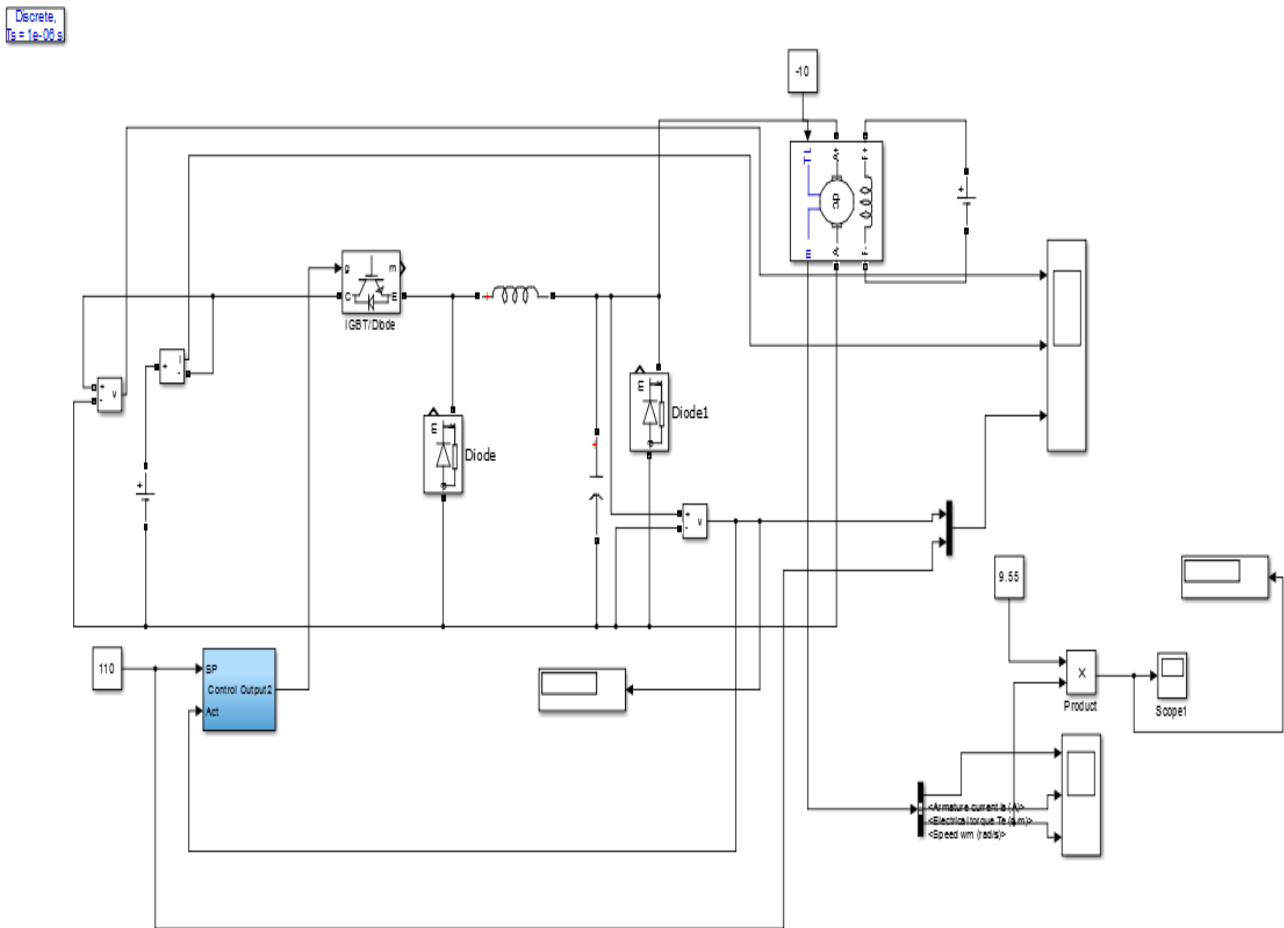 Discrete,
Ts = 1e-06 s
-10
TL
A+
F+
dc
m
A-
F-
+
g
m
C
E
IGBT/Diode
+
+
-
v
+
i
-
+
m
a
Diode
m
a
Diode1
+
+
-
v
110
SP
Control Output2
Act
9.55
×
Product
Scope1
<Armature current ia (A)>
<Electrical torque Te (n m)>
<Speed wm (rad/s)>